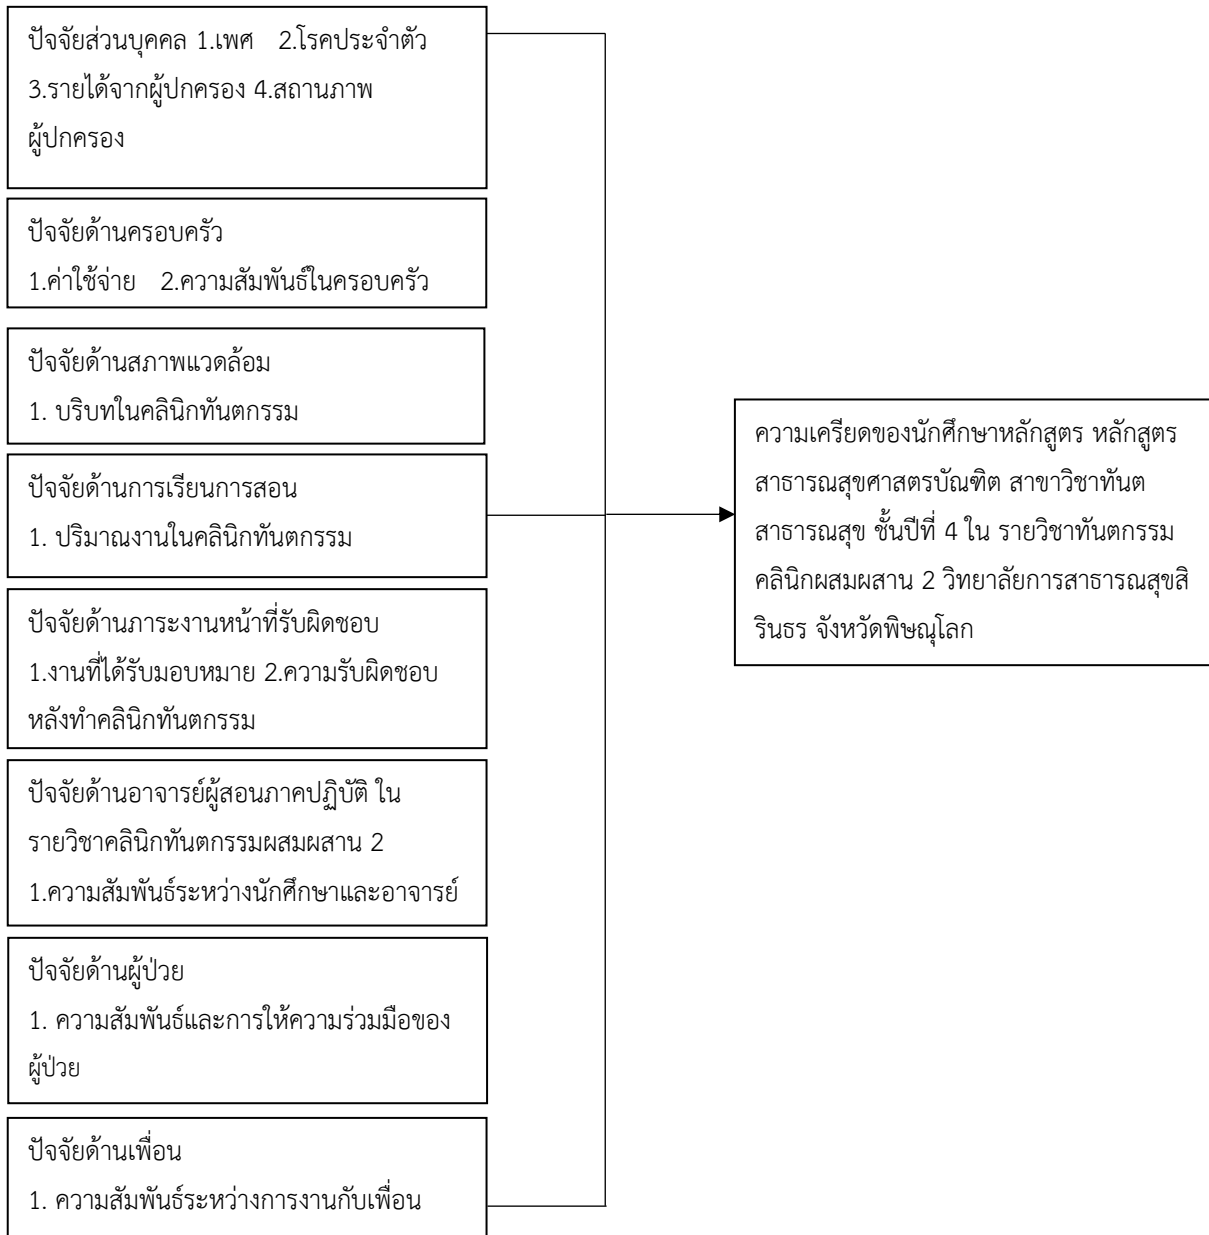 ปัจจัยส่วนบุคคล 1.เพศ 2.โรคประจำตัว
3.รายได้จากผู้ปกครอง 4.สถานภาพ
ผู้ปกครอง
ปัจจัยด้านครอบครัว
1.ค่าใช้จ่าย 2.ความสัมพันธ์ในครอบครัว
ปัจจัยด้านสภาพแวดล้อม
1. บริบทในคลินิกทันตกรรม
ปัจจัยด้านการเรียนการสอน
1. ปริมาณงานในคลินิกทันตกรรม
ปัจจัยด้านภาระงานหน้าที่รับผิดชอบ
1.งานที่ได้รับมอบหมาย 2.ความรับผิดชอบ
หลังทำคลินิกทันตกรรม
ปัจจัยด้านอาจารย์ผู้สอนภาคปฏิบัติ ใน
รายวิชาคลินิกทันตกรรมผสมผสาน 2
1.ความสัมพันธ์ระหว่างนักศึกษาและอาจารย์
ปัจจัยด้านผู้ป่วย
1. ความสัมพันธ์และการให้ความร่วมมือของ
ผู้ป่วย
ปัจจัยด้านเพื่อน
1. ความสัมพันธ์ระหว่างการงานกับเพื่อน
ความเครียดของนักศึกษาหลักสูตร หลักสูตร
สาธารณสุขศาสตรบัณฑิต สาขาวิชาทันต
สาธารณสุข ชั้นปีที่ 4 ใน รายวิชาทันตกรรม
คลินิกผสมผสาน 2 วิทยาลัยการสาธารณสุขสิ
รินธร จังหวัดพิษณุโลก